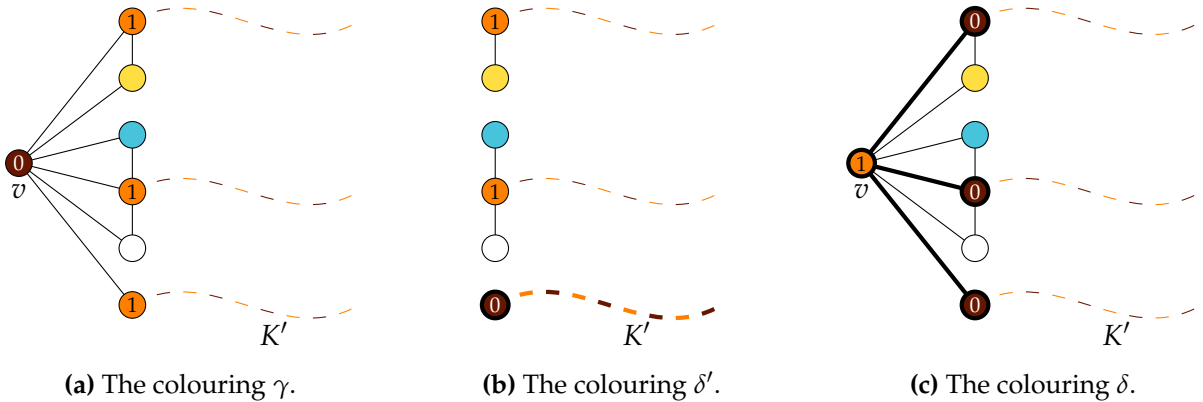 1
0
v
1
1
K′
(a) The colouring γ.
1
1
0
K′
(b) The colouring δ′.
0
1
v
0
0
K′
(c) The colouring δ.